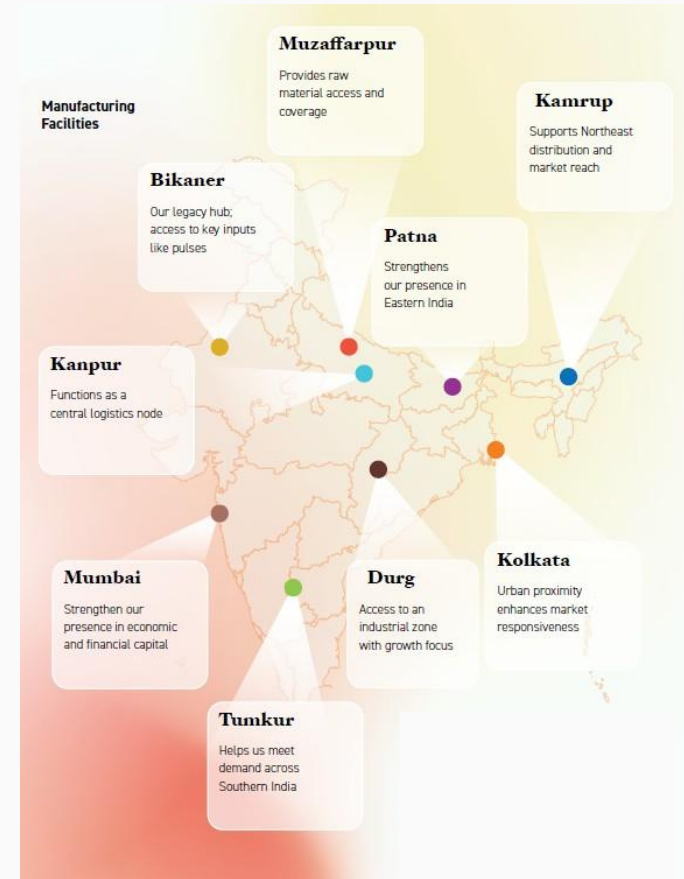 Manufacturing
Facilities
Muzaffarpur
Provides raw
material access and
coverage
Kamrup
Supports Northeast
distribution and
market reach
Bikaner
Our legacy hub;
access to key inputs
like pulses
Patna
Strengthens
our presence in
Eastern India
Kanpur
Functions as a
central logistics node
Mumbai
Strengthen our
presence in economic
and financial capital
Durg
Access to an
industrial zone
with growth focus
Kolkata
Urban proximity
enhances market
responsiveness
Tumkur
Helps us meet
demand across
Southern India